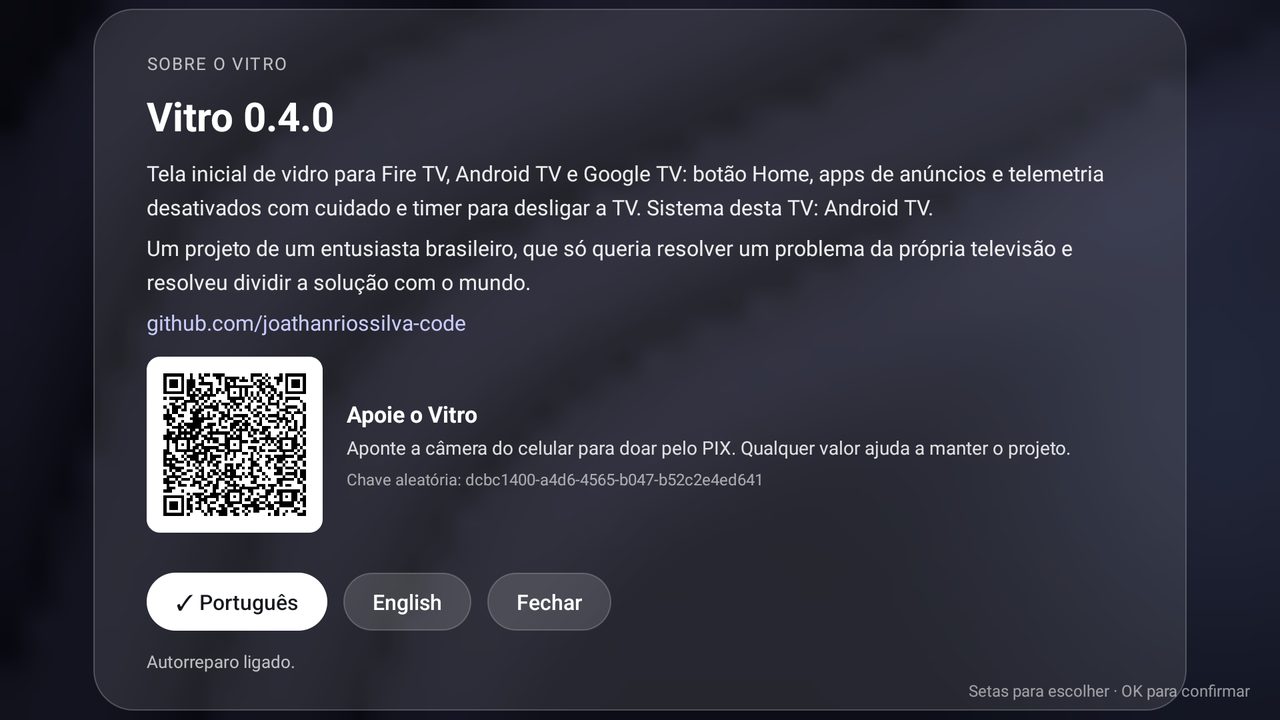 SOBRE O VITRO
Vitro 0.4.0
Tela inicial de vidro para Fire TV, Android TV e Google TV: botão Home, apps de anúncios e telemetria
desativados com cuidado e timer para desligar a TV. Sistema desta TV: Android TV.
Um projeto de um entusiasta brasileiro, que só queria resolver um problema da própria televisão e
resolveu dividir a solução com o mundo.
github.com/joathanriossilva-code
Apoie o Vitro
Aponte a câmera do celular para doar pelo PIX. Qualquer valor ajuda a manter o projeto.
Chave aleatória: dcbc1400-a4d6-4565-b047-b52c2e4ed641
✓ Português
English
Fechar
Autorreparo ligado.
Setas para escolher · OK para confirmar